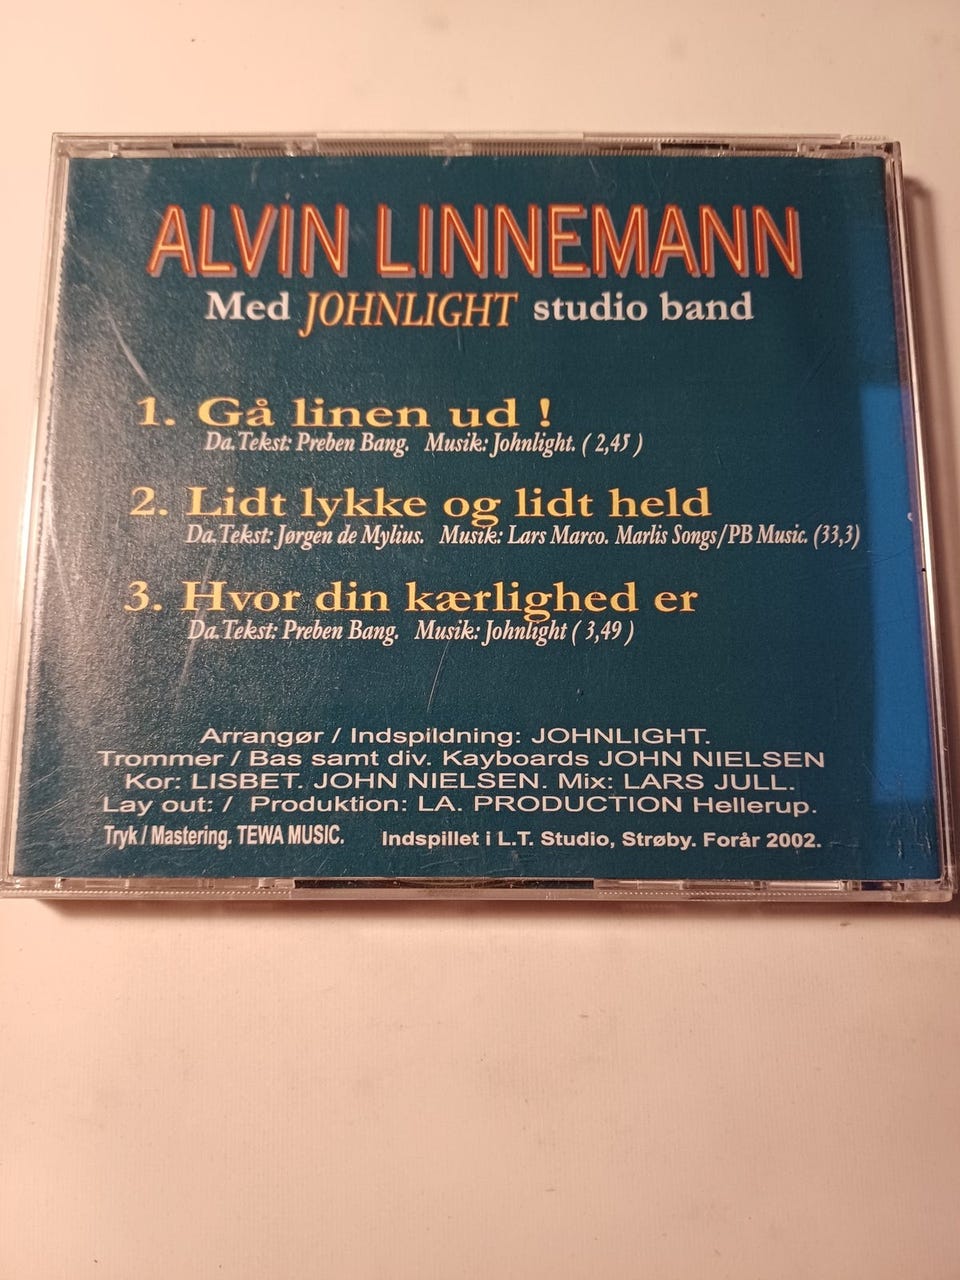 ALVIN LINNEMANN
Med JOHNLIGHT studio band
1. Gå linen ud !
Da. Tekst: Preben Bang. Musik: Johnlight. ( 2,45 )
2. Lidt lykke og lidt held
Da. Tekst: Jørgen de Mylius. Musik: Lars Marco. Marlis Songs/PB Music. (33,3)
3. Hvor din kærlighed er
Da. Tekst: Preben Bang. Musik: Johnlight ( 3,49 )
Arrangør / Indspildning: JOHNLIGHT.
Trommer / Bas samt div. Kayboards JOHN NIELSEN
Kor: LISBET. JOHN NIELSEN. Mix: LARS JULL.
Lay out: / Produktion: LA. PRODUCTION Hellerup.
Tryk / Mastering. TEWA MUSIC. Indspillet i L.T. Studio, Strøby. Forår 2002.